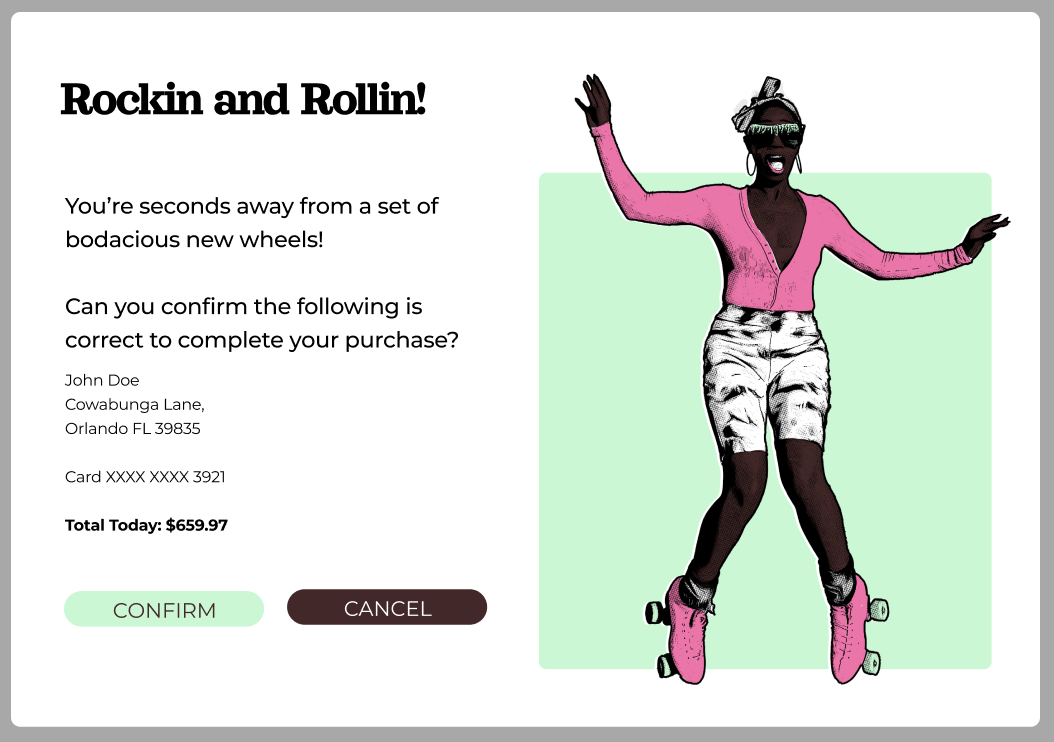 Rockin and Rollin!
You’re seconds away from a set of
bodacious new wheels!
Can you confirm the following is
correct to complete your purchase?
John Doe
Cowabunga Lane,
Orlando FL 39835
Card XXXX XXXX 3921
Total Today: $659.97
CONFIRM
CANCEL